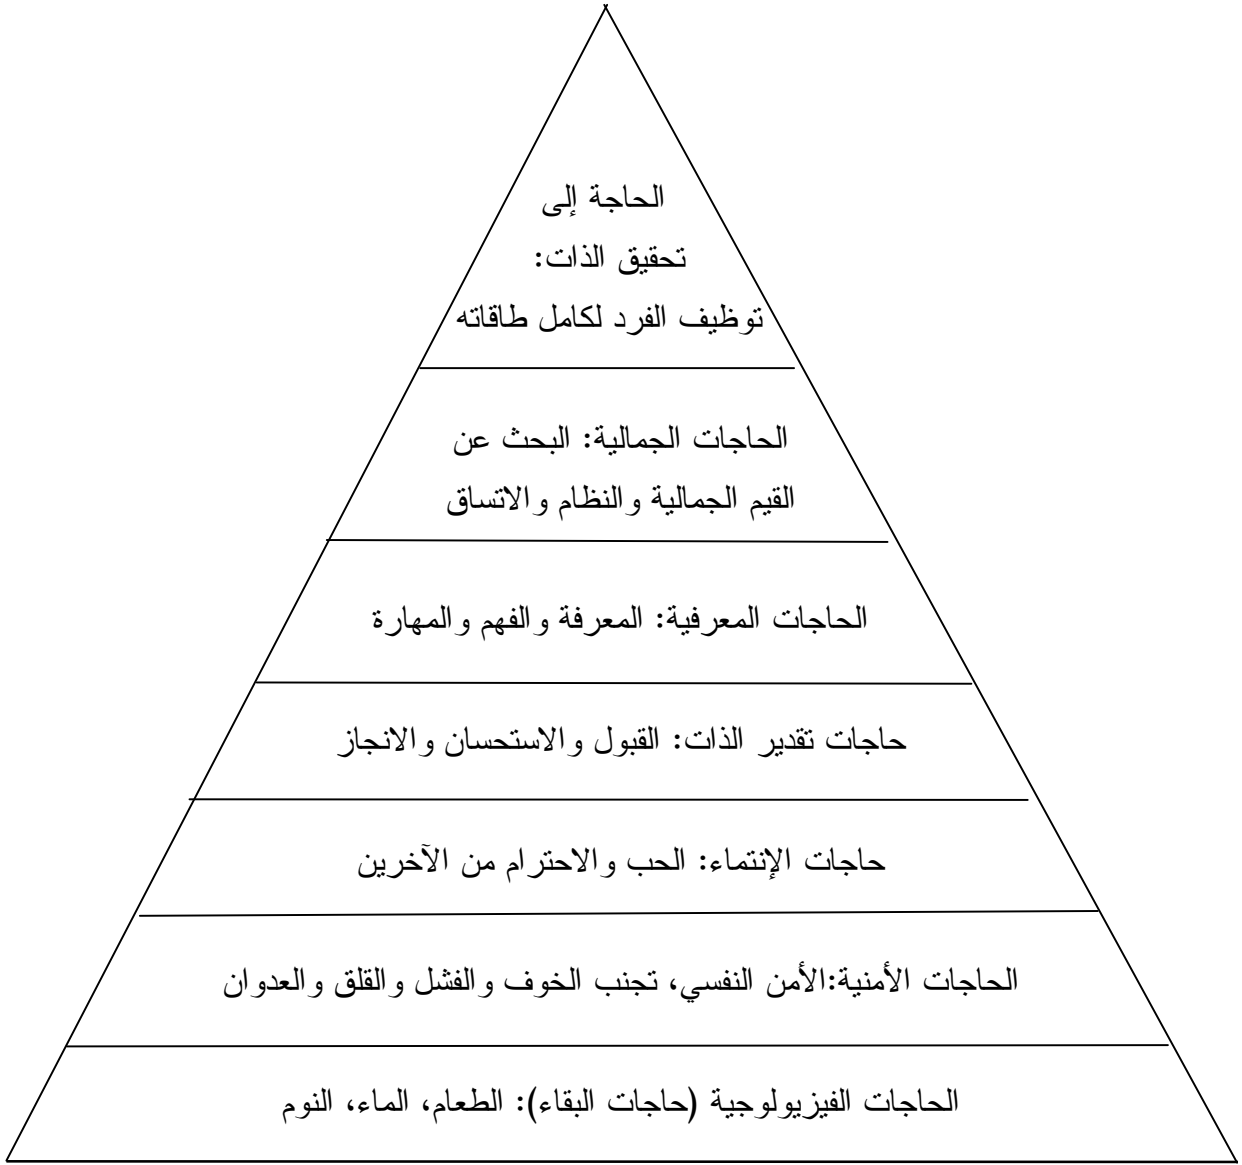 الحاجة إلى
تحقيق الذات:
توظيف الفرد لكامل طاقاته
الحاجات الجمالية: البحث عن
القيم الجمالية والنظام والاتساق
الحاجات المعرفية: المعرفة والفهم والمهارة
حاجات تقدير الذات: القبول والاستحسان والانجاز
حاجات الإنتماء: الحب والاحترام من الآخرين
الحاجات الأمنية:الأمن النفسي، تجنب الخوف والفشل والقلق والعدوان
الحاجات الفيزيولوجية (حاجات البقاء): الطعام، الماء، النوم